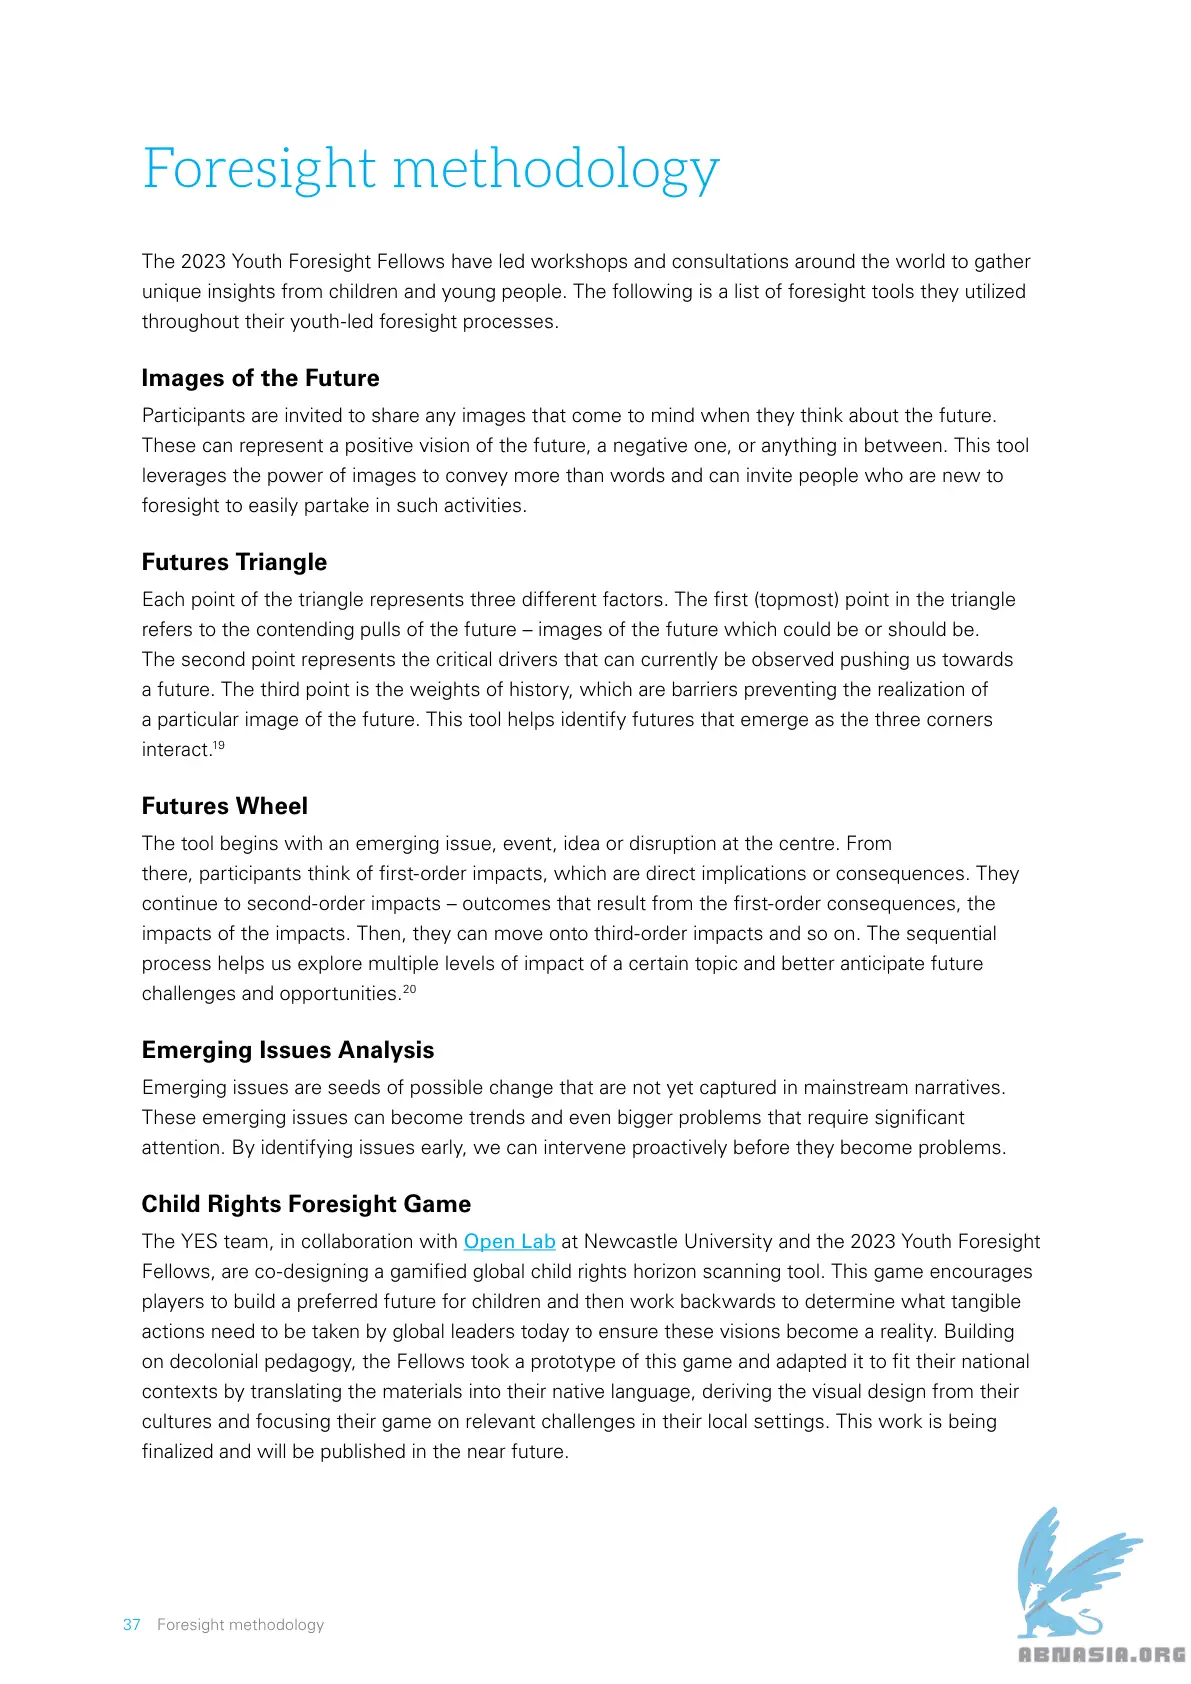 Foresight methodology
The 2023 Youth Foresight Fellows have led workshops and consultations around the world to gather
unique insights from children and young people. The following is a list of foresight tools they utilized
throughout their youth-led foresight processes.
Images of the Future
Participants are invited to share any images that come to mind when they think about the future.
These can represent a positive vision of the future, a negative one, or anything in between. This tool
leverages the power of images to convey more than words and can invite people who are new to
foresight to easily partake in such activities.
Futures Triangle
Each point of the triangle represents three different factors. The first (topmost) point in the triangle
refers to the contending pulls of the future – images of the future which could be or should be.
The second point represents the critical drivers that can currently be observed pushing us towards
a future. The third point is the weights of history, which are barriers preventing the realization of
a particular image of the future. This tool helps identify futures that emerge as the three corners
interact.19
Futures Wheel
The tool begins with an emerging issue, event, idea or disruption at the centre. From
there, participants think of first-order impacts, which are direct implications or consequences. They
continue to second-order impacts – outcomes that result from the first-order consequences, the
impacts of the impacts. Then, they can move onto third-order impacts and so on. The sequential
process helps us explore multiple levels of impact of a certain topic and better anticipate future
challenges and opportunities.20
Emerging Issues Analysis
Emerging issues are seeds of possible change that are not yet captured in mainstream narratives.
These emerging issues can become trends and even bigger problems that require significant
attention. By identifying issues early, we can intervene proactively before they become problems.
Child Rights Foresight Game
The YES team, in collaboration with Open Lab at Newcastle University and the 2023 Youth Foresight
Fellows, are co-designing a gamified global child rights horizon scanning tool. This game encourages
players to build a preferred future for children and then work backwards to determine what tangible
actions need to be taken by global leaders today to ensure these visions become a reality. Building
on decolonial pedagogy, the Fellows took a prototype of this game and adapted it to fit their national
contexts by translating the materials into their native language, deriving the visual design from their
cultures and focusing their game on relevant challenges in their local settings. This work is being
finalized and will be published in the near future.
37 Foresight methodology
ABNASIA.ORG